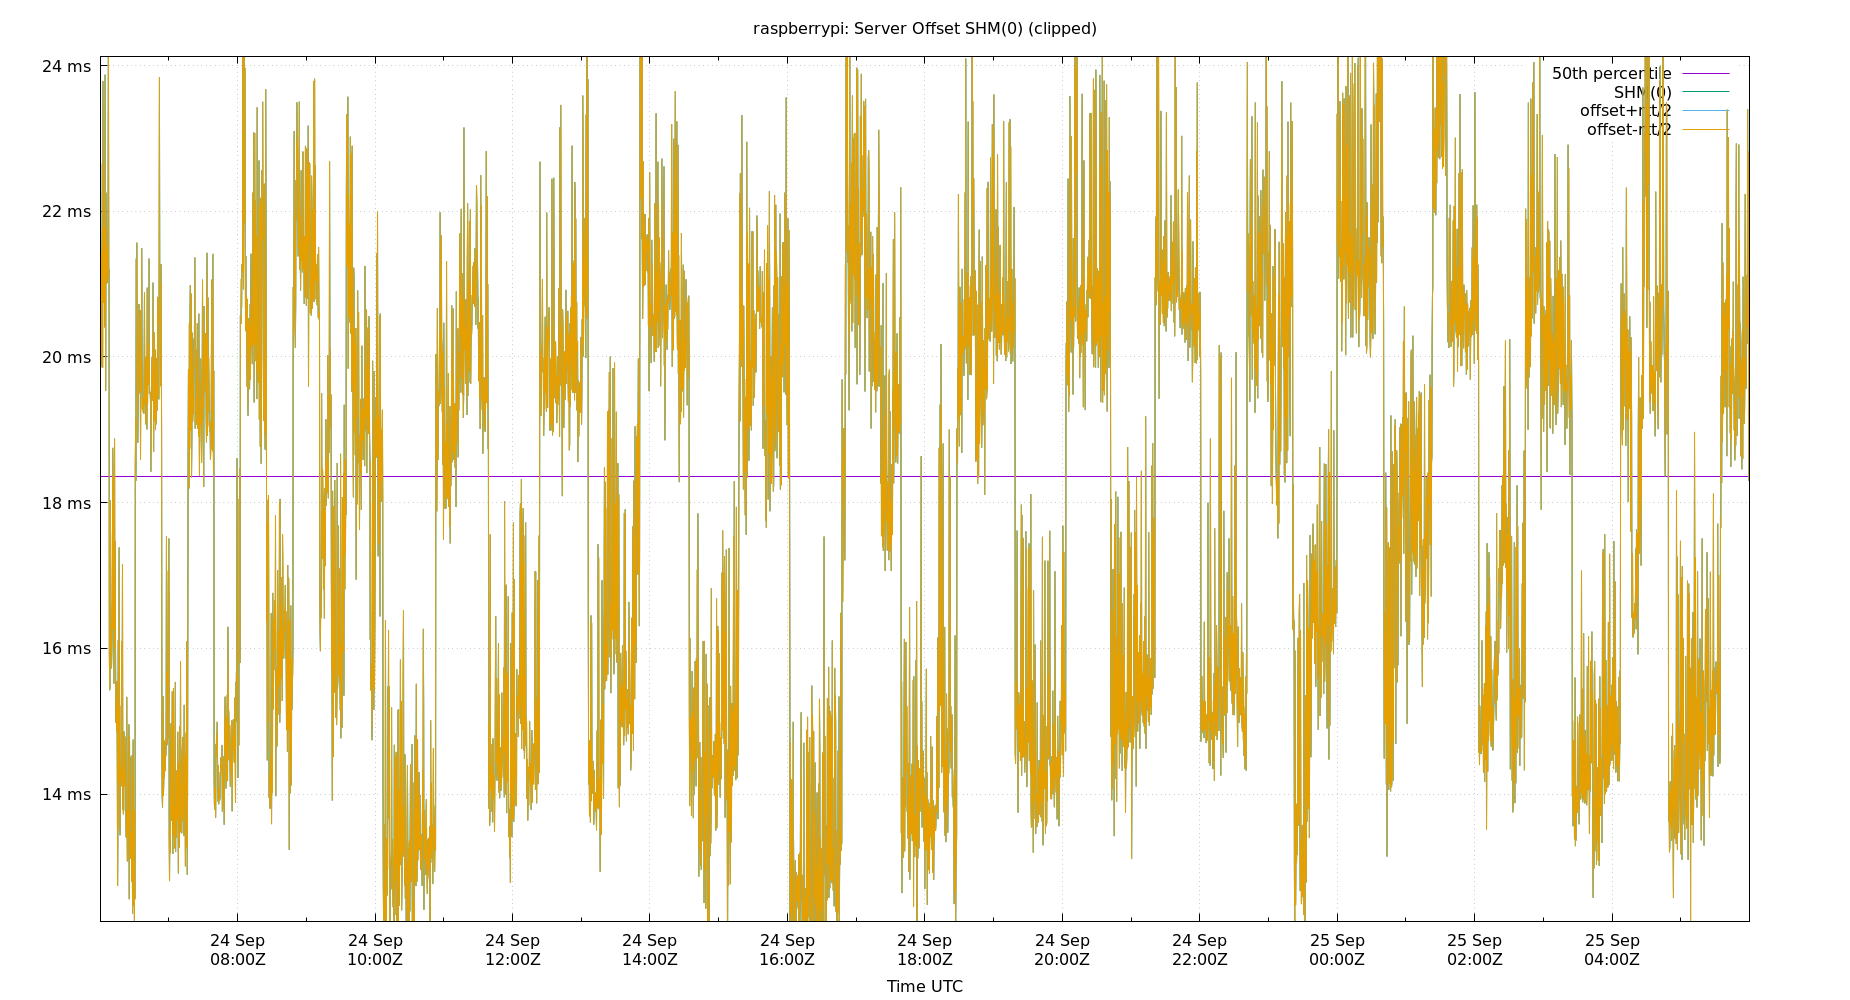 raspberrypi: Server Offset SHM(0) (clipped)
24 ms
22 ms
20 ms
18 ms
16 ms
14 ms
50th percentile
SHM(0)
offset+rtt/2
offset-rtt/2
24 Sep 24 Sep 24 Sep 24 Sep 24 Sep 24 Sep 24 Sep 24 Sep 25 Sep 25 Sep 25 Sep
08:00Z 10:00Z 12:00Z 14:00Z 16:00Z 18:00Z 20:00Z 22:00Z 00:00Z 02:00Z 04:00Z
Time UTC